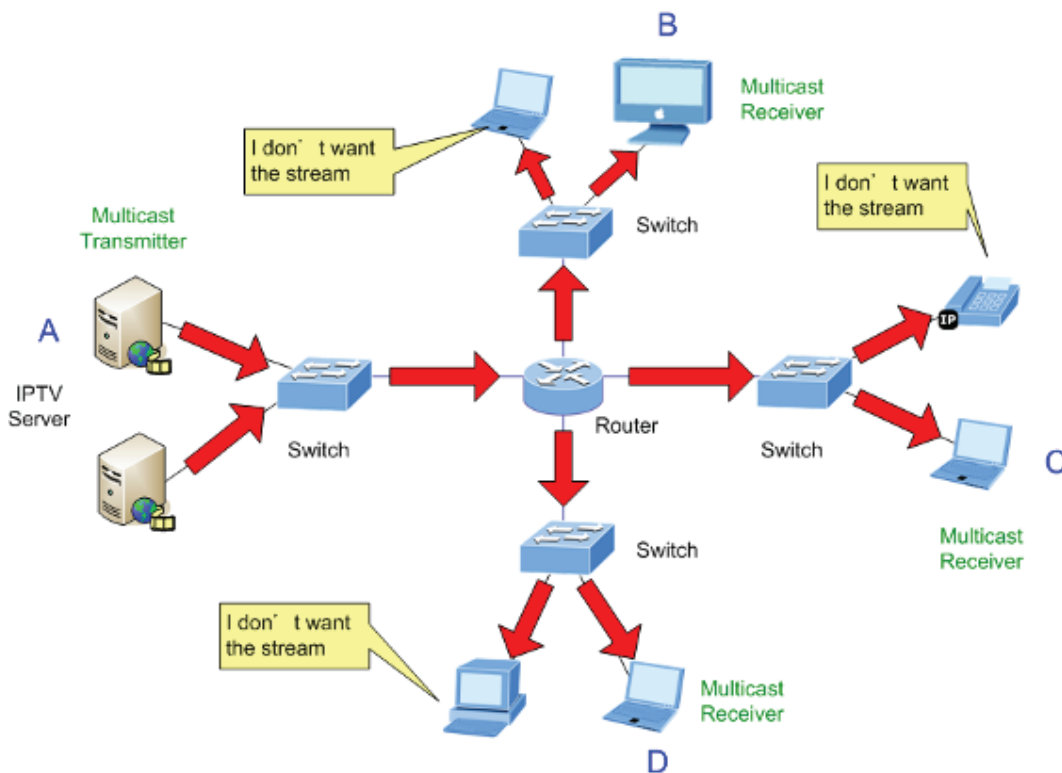 B
Multicast
Receiver
I don´ t want
the stream
I don´ t want
the stream
Multicast
Transmitter
Switch
A
IP
IPTV
Server
Switch
Router
Switch
C
Switch
Multicast
Receiver
I don´ t want
the stream
Multicast
Receiver
D